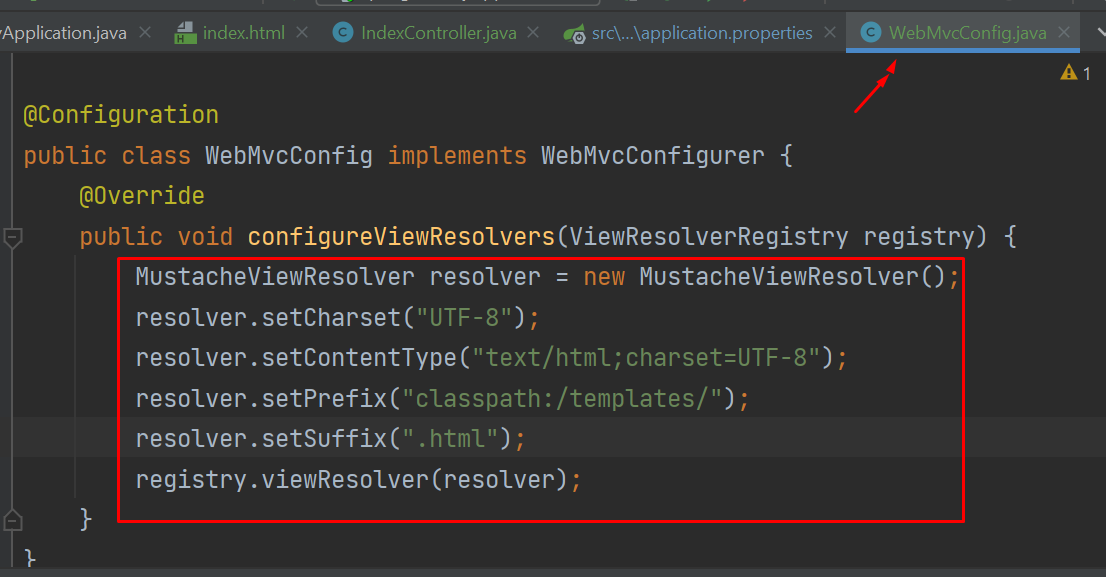 yApplication.java
index.html
IndexController.java
src\...\application.properties
WebMvcConfig.java
1
@Configuration
public class WebMvcConfig implements WebMvcConfigurer {
@Override
public void configureViewResolvers(ViewResolverRegistry registry) {
MustacheViewResolver resolver = new MustacheViewResolver();
resolver.setCharset("UTF-8");
resolver.setContentType("text/html;charset=UTF-8");
resolver.setPrefix("classpath:/templates/");
resolver.setSuffix(".html");
registry.viewResolver(resolver);
}
}